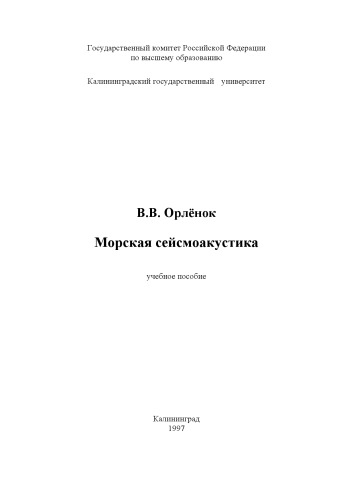 Государственный комитет Российской Федерации
по высшему образованию
Калининградский государственный университет
В.В. Орлёнок
Морская сейсмоакустика
учебное пособие
Калининград
1997